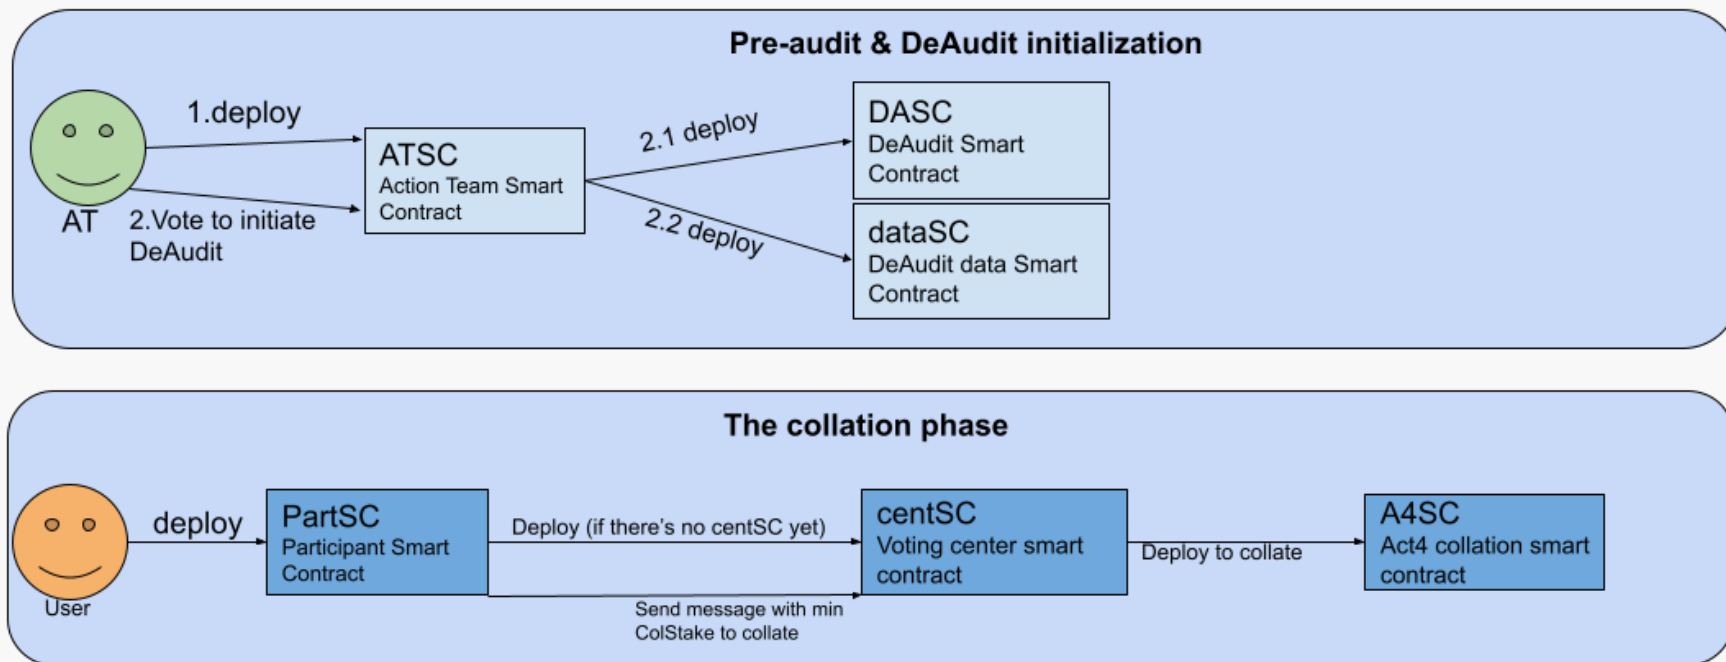 Pre-audit & DeAudit initialization
1.deploy
AT
2.Vote to initiate
DeAudit
ATSC
Action Team Smart
Contract
2.1 deploy
2.2 deploy
DASC
DeAudit Smart
Contract
dataSC
DeAudit data Smart
Contract
The collation phase
User
deploy
PartSC
Participant Smart
Contract
Deploy (if there's no centSC yet)
Send message with min
ColStake to collate
centSC
Voting center smart
contract
Deploy to collate
A4SC
Act4 collation smart
contract